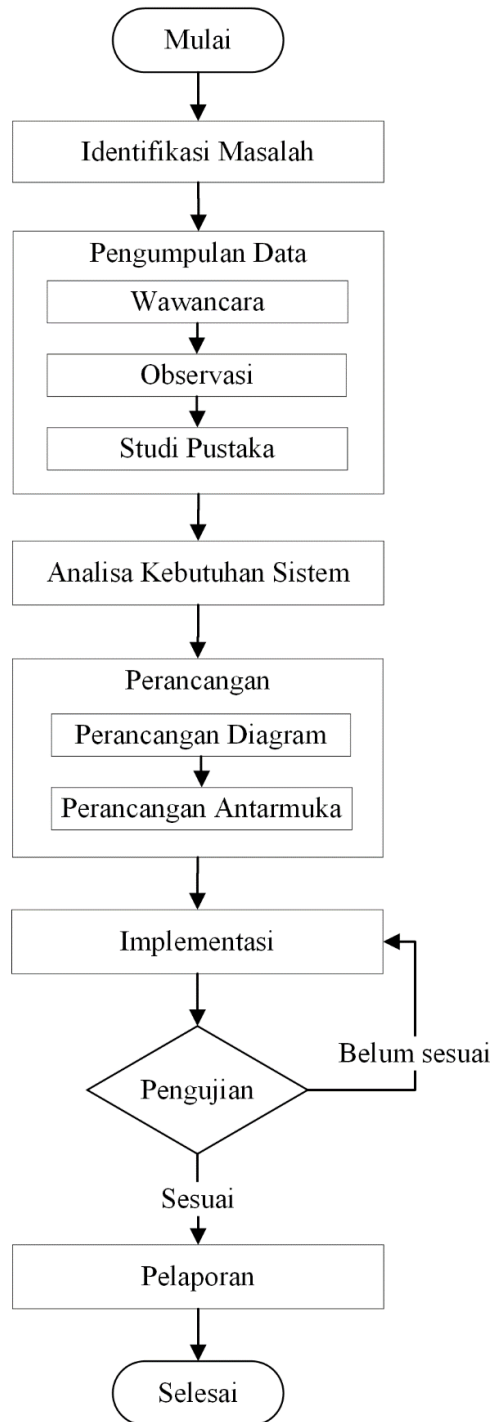 Mulai
Identifikasi Masalah
Pengumpulan Data
Wawancara
Observasi
Studi Pustaka
Analisa Kebutuhan Sistem
Perancangan
Perancangan Diagram
Perancangan Antarmuka
Implementasi
Belum sesuai
Pengujian
Sesuai
Pelaporan
Selesai